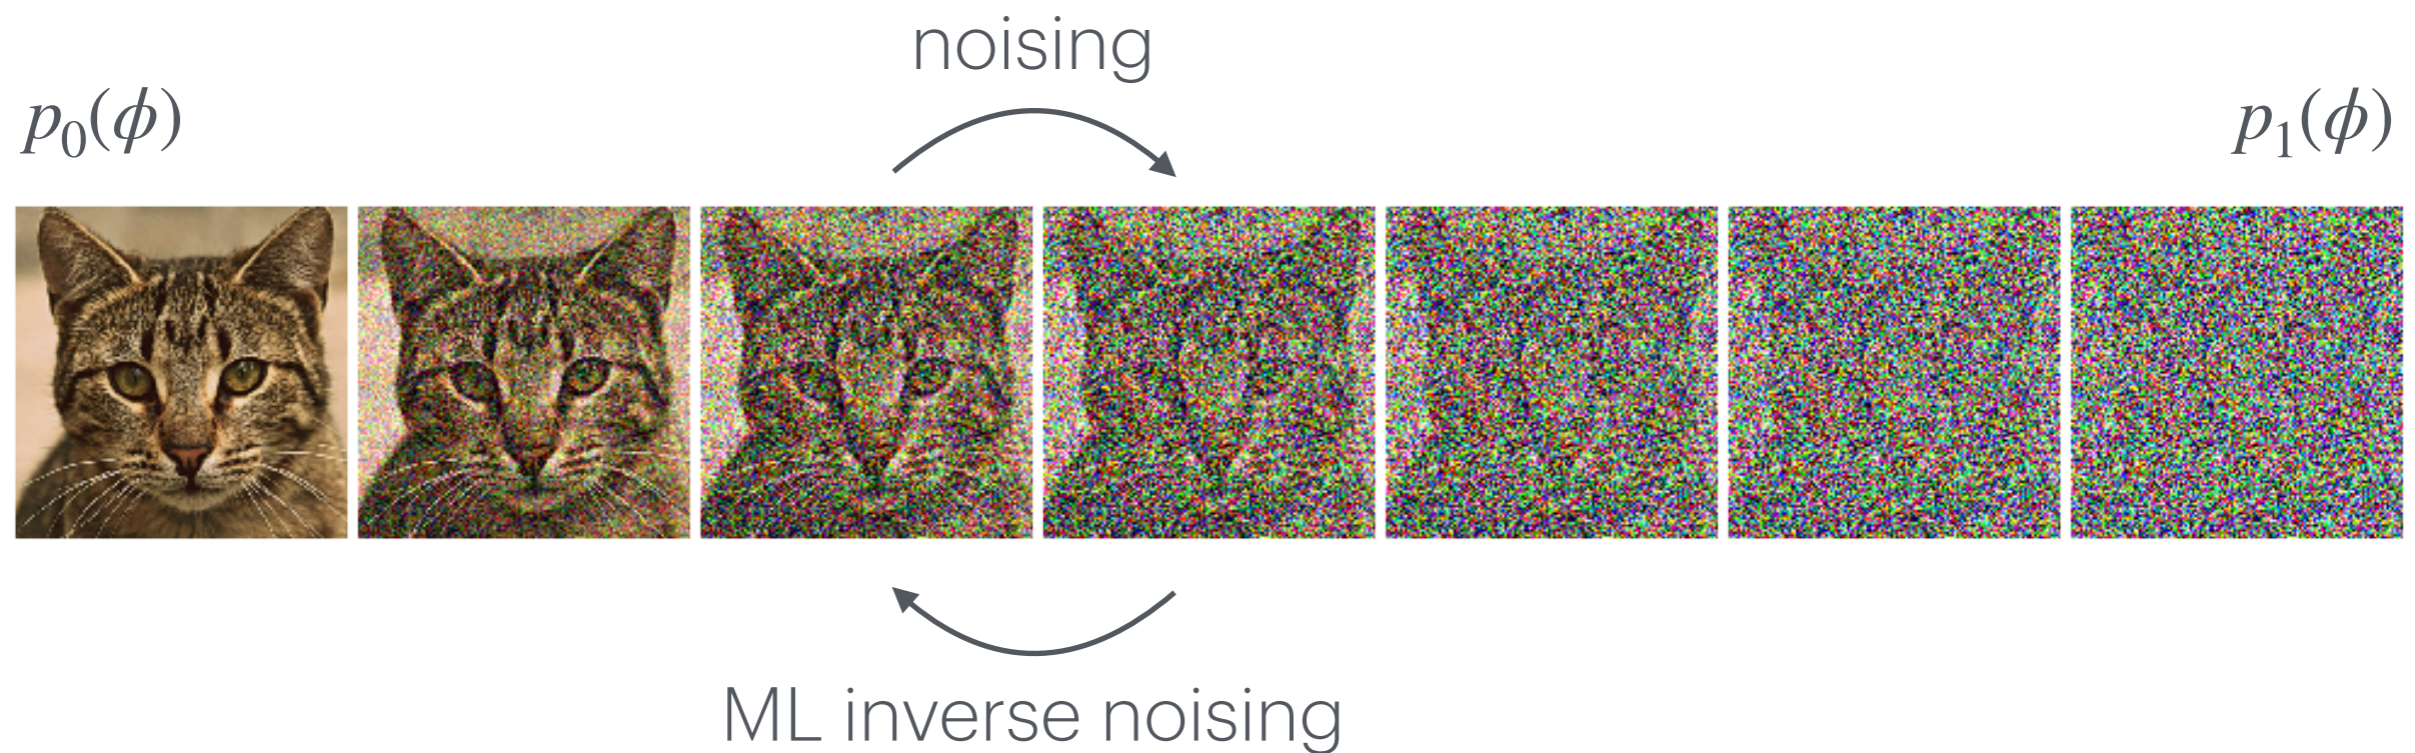 noising
p₀(ϕ)
p₁(ϕ)
ML inverse noising